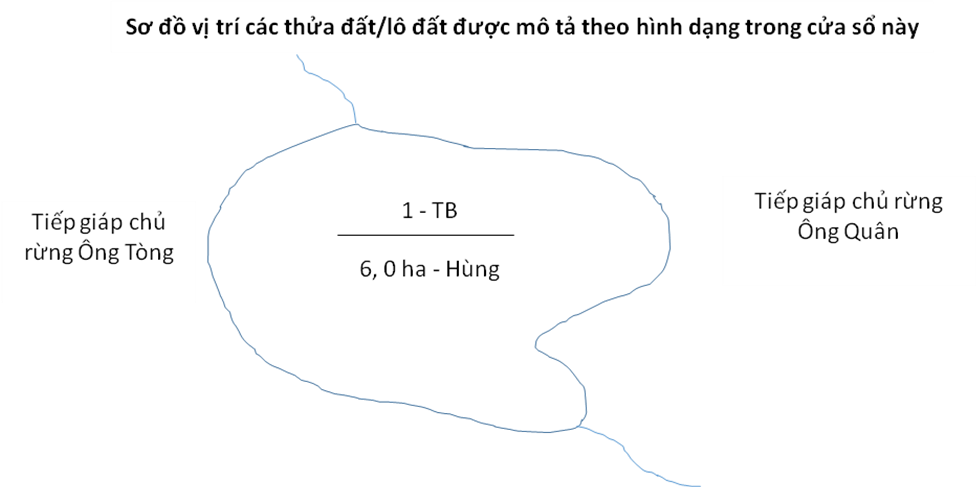 Sơ đồ vị trí các thửa đất/lô đất được mô tả theo hình dạng trong cửa sổ này
Tiếp giáp chủ
rừng Ông Tòng
1 - TB
6, 0 ha - Hùng
Tiếp giáp chủ rừng
Ông Quân